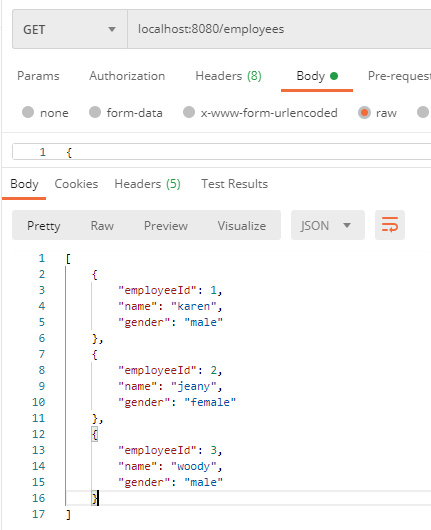 GET localhost:8080/employees
Params Authorization Headers (8) Body Pre-request
none form-data x-www-form-urlencoded raw
1 {
Body Cookies Headers (5) Test Results
Pretty Raw Preview Visualize JSON
1 [
2 {
3 "employeeId": 1,
4 "name": "karen",
5 "gender": "male"
6 },
7 {
8 "employeeId": 2,
9 "name": "jeany",
10 "gender": "female"
11 },
12 {
13 "employeeId": 3,
14 "name": "woody",
15 "gender": "male"
16 }
17 ]